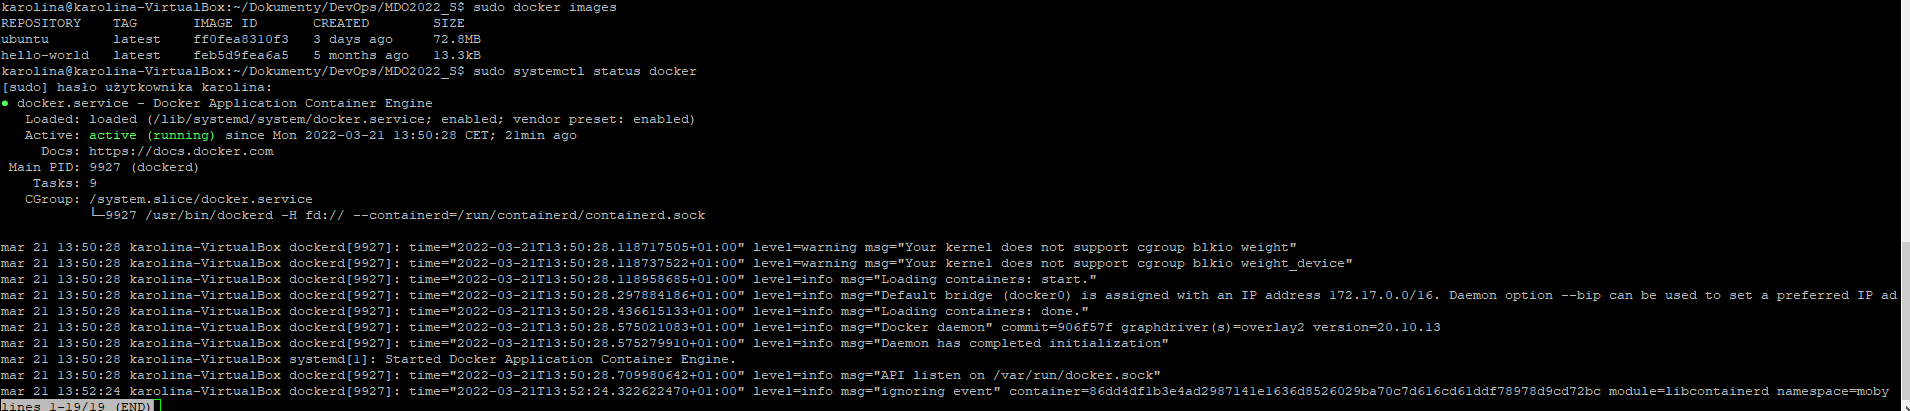 karolina@karolina-VirtualBox:~/Dokumenty/DevOps/MDO2022_S$ sudo docker images
REPOSITORY    TAG       IMAGE ID       CREATED        SIZE
ubuntu        latest    ff0fea8310f3   3 days ago     72.8MB
hello-world   latest    feb5d9fea6a5   5 months ago   13.3kB
karolina@karolina-VirtualBox:~/Dokumenty/DevOps/MDO2022_S$ sudo systemctl status docker
[sudo] hasło użytkownika karolina:
● docker.service - Docker Application Container Engine
   Loaded: loaded (/lib/systemd/system/docker.service; enabled; vendor preset: enabled)
   Active: active (running) since Mon 2022-03-21 13:50:28 CET; 21min ago
     Docs: https://docs.docker.com
 Main PID: 9927 (dockerd)
    Tasks: 9
   CGroup: /system.slice/docker.service
           └─9927 /usr/bin/dockerd -H fd:// --containerd=/run/containerd/containerd.sock

mar 21 13:50:28 karolina-VirtualBox dockerd[9927]: time="2022-03-21T13:50:28.118717505+01:00" level=warning msg="Your kernel does not support cgroup blkio weight"
mar 21 13:50:28 karolina-VirtualBox dockerd[9927]: time="2022-03-21T13:50:28.118737522+01:00" level=warning msg="Your kernel does not support cgroup blkio weight_device"
mar 21 13:50:28 karolina-VirtualBox dockerd[9927]: time="2022-03-21T13:50:28.118958685+01:00" level=info msg="Loading containers: start."
mar 21 13:50:28 karolina-VirtualBox dockerd[9927]: time="2022-03-21T13:50:28.297884186+01:00" level=info msg="Default bridge (docker0) is assigned with an IP address 172.17.0.0/16. Daemon option --bip can be used to set a preferred IP ad
mar 21 13:50:28 karolina-VirtualBox dockerd[9927]: time="2022-03-21T13:50:28.436615133+01:00" level=info msg="Loading containers: done."
mar 21 13:50:28 karolina-VirtualBox dockerd[9927]: time="2022-03-21T13:50:28.575021083+01:00" level=info msg="Docker daemon" commit=906f57f graphdriver(s)=overlay2 version=20.10.13
mar 21 13:50:28 karolina-VirtualBox dockerd[9927]: time="2022-03-21T13:50:28.575279910+01:00" level=info msg="Daemon has completed initialization"
mar 21 13:50:28 karolina-VirtualBox systemd[1]: Started Docker Application Container Engine.
mar 21 13:50:28 karolina-VirtualBox dockerd[9927]: time="2022-03-21T13:50:28.709980642+01:00" level=info msg="API listen on /var/run/docker.sock"
mar 21 13:52:24 karolina-VirtualBox dockerd[9927]: time="2022-03-21T13:52:24.322622470+01:00" level=info msg="ignoring event" container=86dd4df1b3e4ad2987141e1636d8526029ba70c7d616cd61ddf78978d9cd72bc module=libcontainerd namespace=moby
lines 1-19/19 (END)